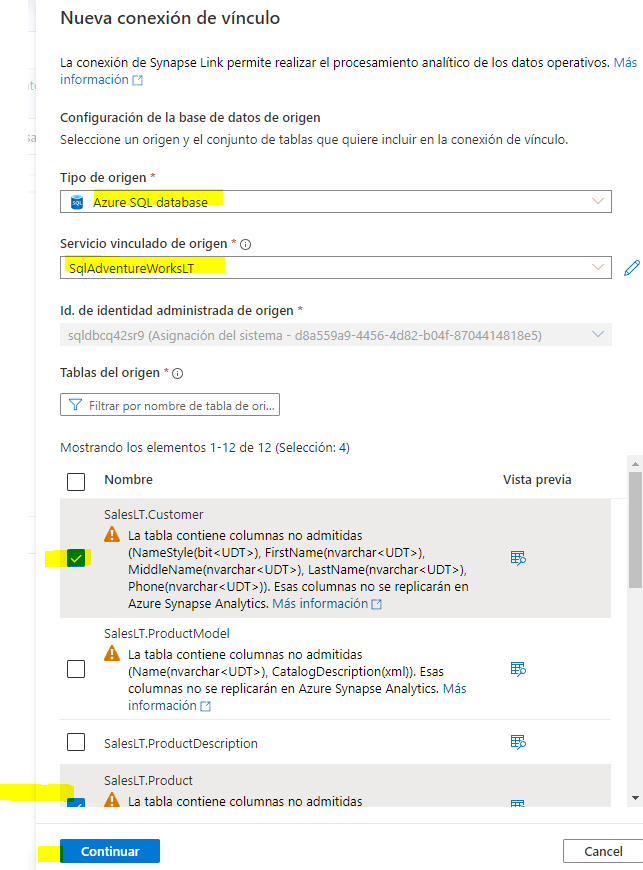 Nueva conexión de vínculo
La conexión de Synapse Link permite realizar el procesamiento analítico de los datos operativos. Más
información
Configuración de la base de datos de origen
Seleccione un origen y el conjunto de tablas que quiere incluir en la conexión de vínculo.
Tipo de origen *
SQL Azure SQL database
Servicio vinculado de origen *
SqlAdventureWorksLT
Id. de identidad administrada de origen *
sqldbcq42sr9 (Asignación del sistema - d8a559a9-4456-4d82-b04f-8704414818e5)
Tablas del origen *
Filtrar por nombre de tabla de ori...
Mostrando los elementos 1-12 de 12 (Selección: 4)
Nombre Vista previa
SalesLT.Customer
La tabla contiene columnas no admitidas
(NameStyle(bit<UDT>), FirstName(nvarchar<UDT>),
MiddleName(nvarchar<UDT>), LastName(nvarchar<UDT>),
Phone(nvarchar<UDT>)). Esas columnas no se replicarán en
Azure Synapse Analytics. Más información
SalesLT.ProductModel
La tabla contiene columnas no admitidas
(Name(nvarchar<UDT>), CatalogDescription(xml)). Esas
columnas no se replicarán en Azure Synapse Analytics. Más
información
SalesLT.ProductDescription
SalesLT.Product
La tabla contiene columnas no admitidas
Continuar Cancel